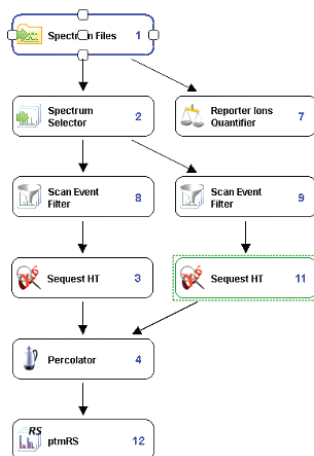 Spectrum Files 1
Spectrum
Selector 2
Reporter Ions
Quantifier 7
Scan Event
Filter 8
Scan Event
Filter 9
Sequest HT 3
Sequest HT 11
Percolator 4
RS
ptmRS 12